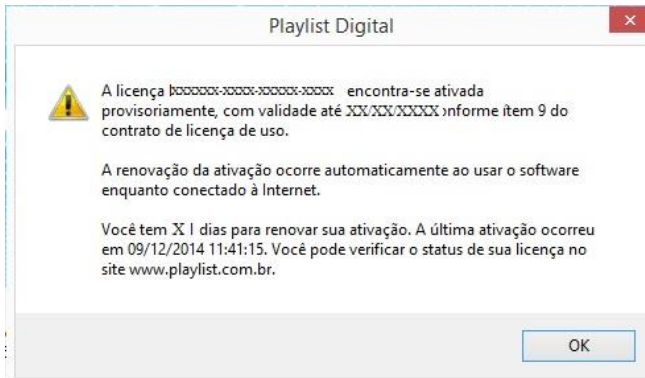 Playlist Digital
A licença xxxxxx-xxxx-xxxxx-xxxx encontra-se ativada
provisoriamente, com validade até XX/XX/XXXX onforme ítem 9 do
contrato de licença de uso.
A renovação da ativação ocorre automaticamente ao usar o software
enquanto conectado à Internet.
Você tem X dias para renovar sua ativação. A última ativação ocorreu
em 09/12/2014 11:41:15. Você pode verificar o status de sua licença no
site www.playlist.com.br.
OK